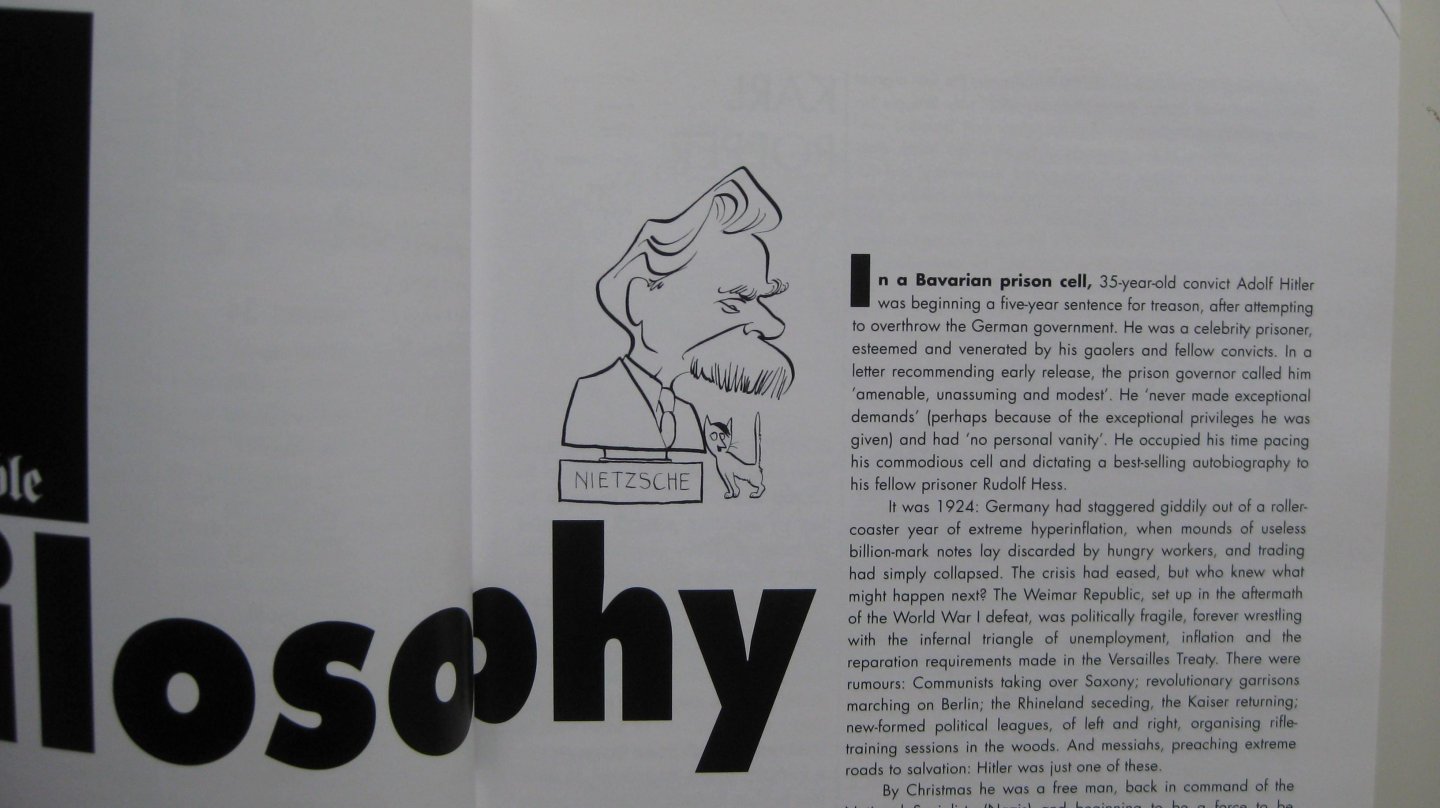 ilosophy
NIETZSCHE
In a Bavarian prison cell, 35-year-old convict Adolf Hitler
was beginning a five-year sentence for treason, after attempting
to overthrow the German government. He was a celebrity prisoner,
esteemed and venerated by his gaolers and fellow convicts. In a
letter recommending early release, the prison governor called him
‘amenable, unassuming and modest’. He ‘never made exceptional
demands’ (perhaps because of the exceptional privileges he was
given) and had ‘no personal vanity’. He occupied his time pacing
his commodious cell and dictating a best-selling autobiography to
his fellow prisoner Rudolf Hess.
It was 1924: Germany had staggered giddily out of a roller-
coaster year of extreme hyperinflation, when mounds of useless
billion-mark notes lay discarded by hungry workers, and trading
had simply collapsed. The crisis had eased, but who knew what
might happen next? The Weimar Republic, set up in the aftermath
of the World War I defeat, was politically fragile, forever wrestling
with the infernal triangle of unemployment, inflation and the
reparation requirements made in the Versailles Treaty. There were
rumours: Communists taking over Saxony; revolutionary garrisons
marching on Berlin; the Rhineland seceding, the Kaiser returning;
new-formed political leagues, of left and right, organising rifle-
training sessions in the woods. And messiahs, preaching extreme
roads to salvation: Hitler was just one of these.
By Christmas he was a free man, back in command of the